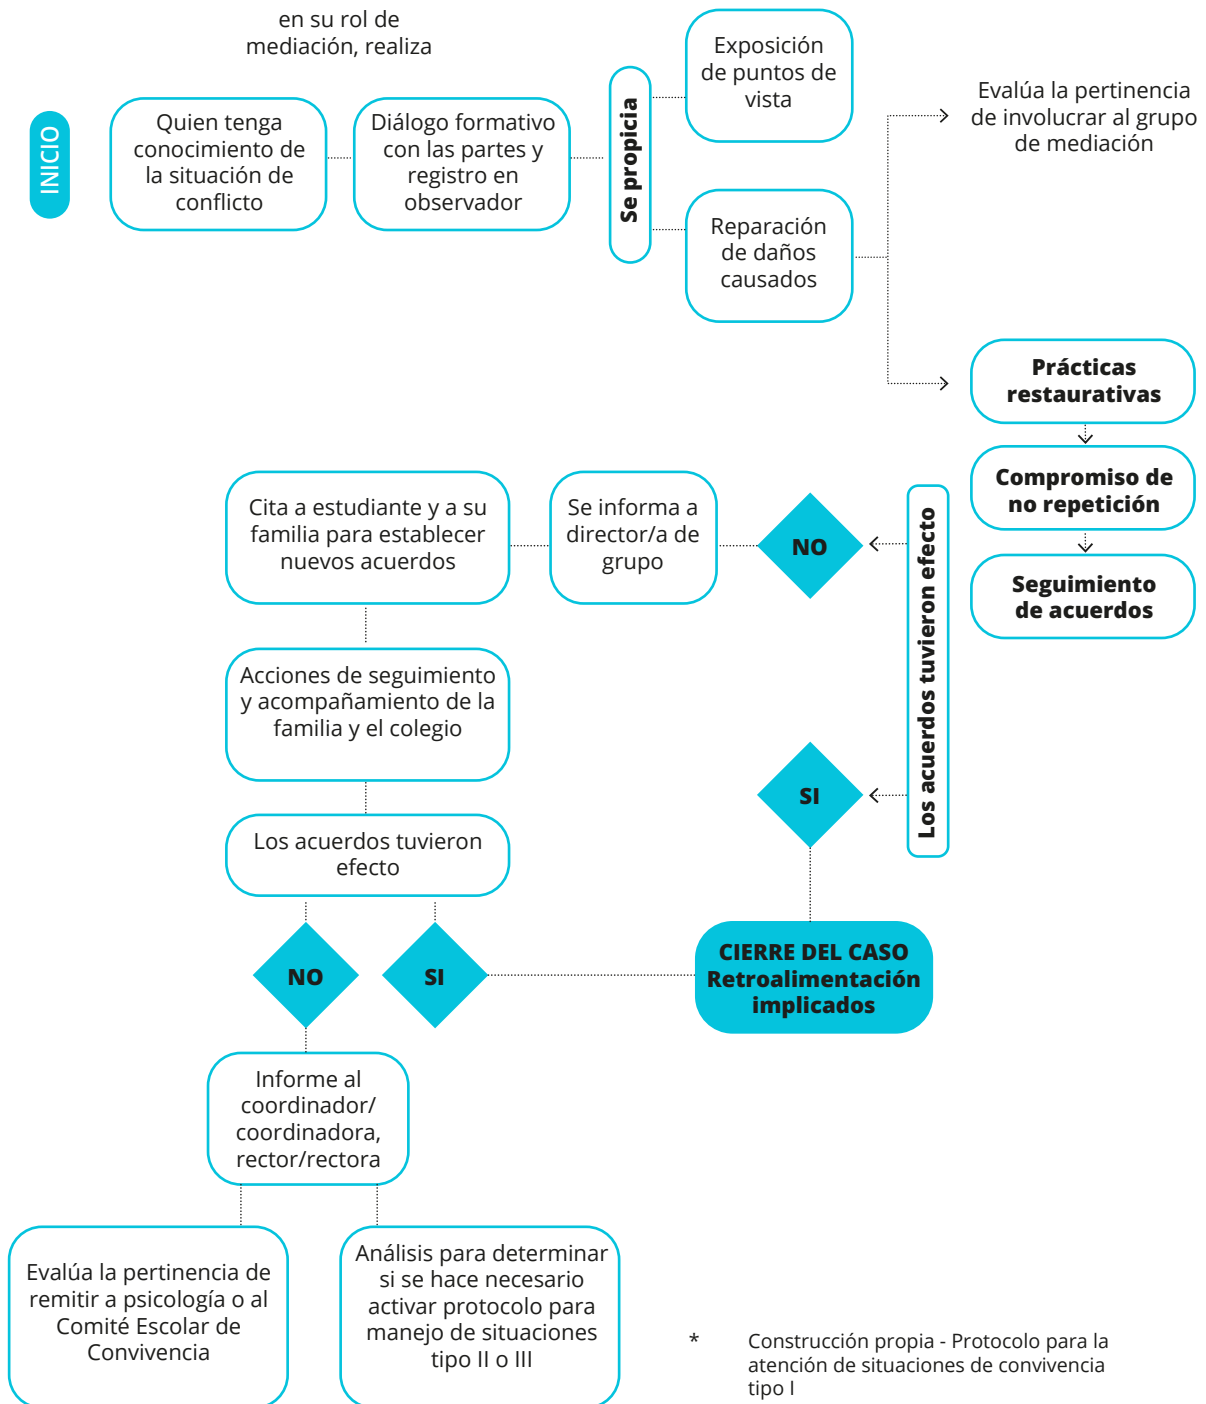 en su rol de
mediación, realiza
INICIO
Quien tenga
conocimiento de
la situación de
conflicto
Diálogo formativo
con las partes y
registro en
observador
Se propicia
Exposición
de puntos de
vista
Reparación
de daños
causados
Evalúa la pertinencia
de involucrar al grupo
de mediación
Prácticas
restaurativas
Compromiso de
no repetición
Seguimiento
de acuerdos
Los acuerdos tuvieron efecto
NO
Se informa a
director/a de
grupo
Cita a estudiante y a su
familia para establecer
nuevos acuerdos
Acciones de seguimiento
y acompañamiento de la
familia y el colegio
Los acuerdos tuvieron
efecto
SI
NO
SI
CIERRE DEL CASO
Retroalimentación
implicados
Informe al
coordinador/
coordinadora,
rector/rectora
Evalúa la pertinencia de
remitir a psicología o al
Comité Escolar de
Convivencia
Análisis para determinar
si se hace necesario
activar protocolo para
manejo de situaciones
tipo II o III
* Construcción propia - Protocolo para la
atención de situaciones de convivencia
tipo I